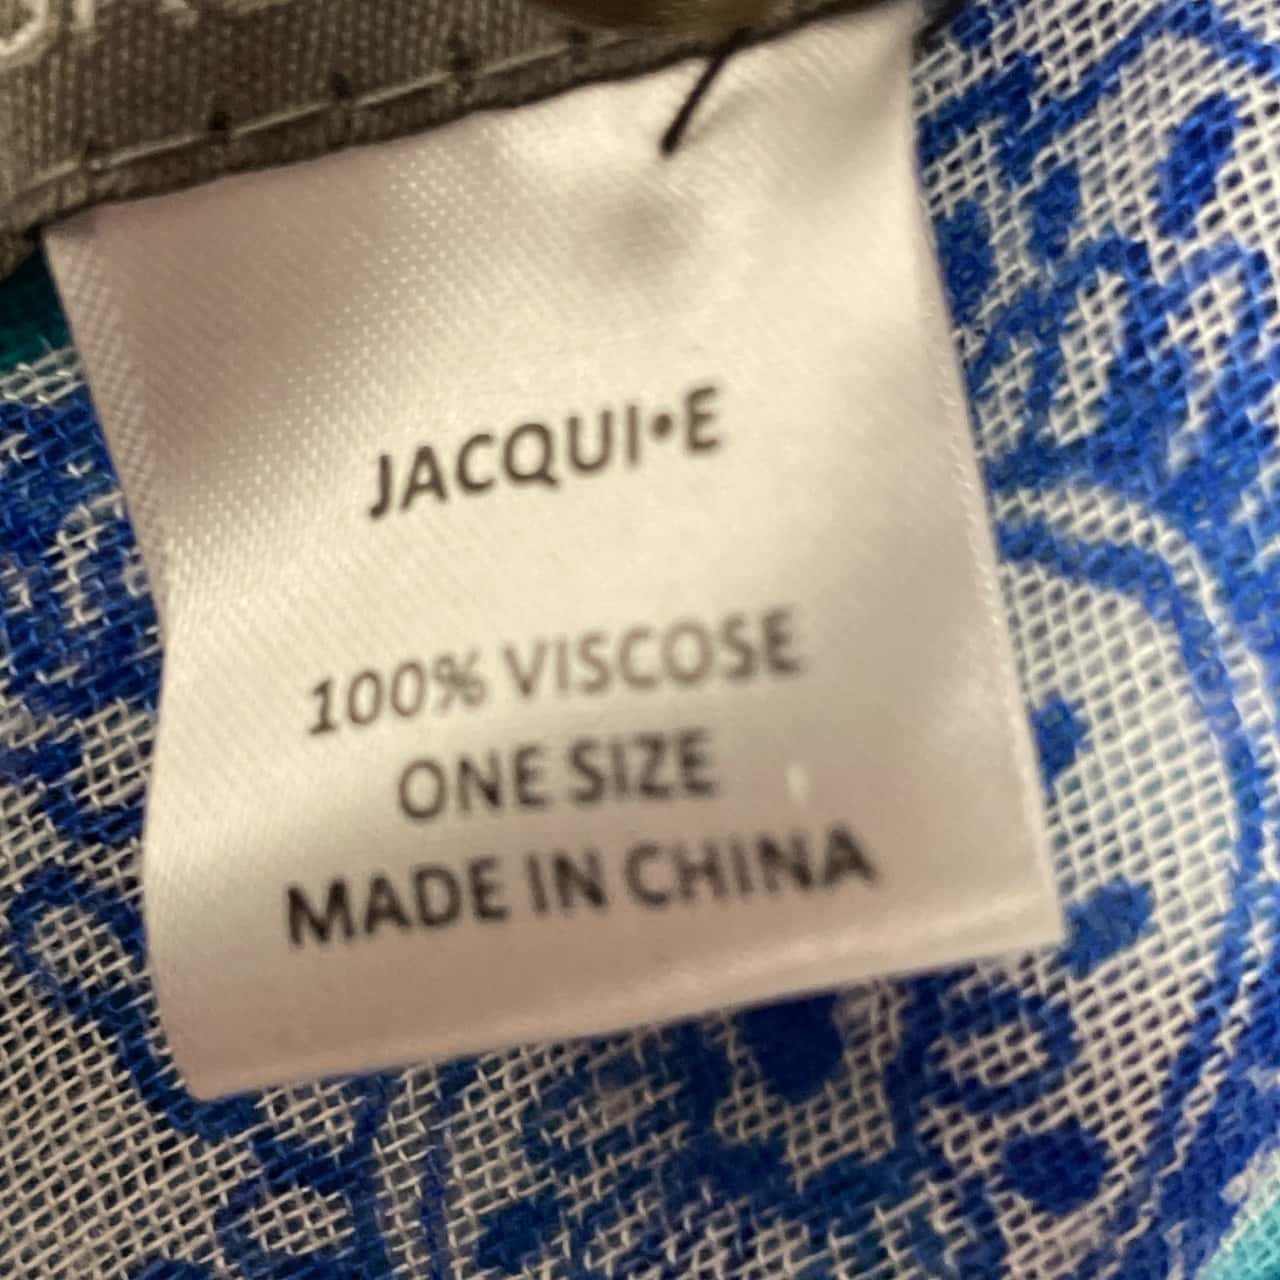 JACQUI•E
100% VISCOSE
ONE SIZE
MADE IN CHINA